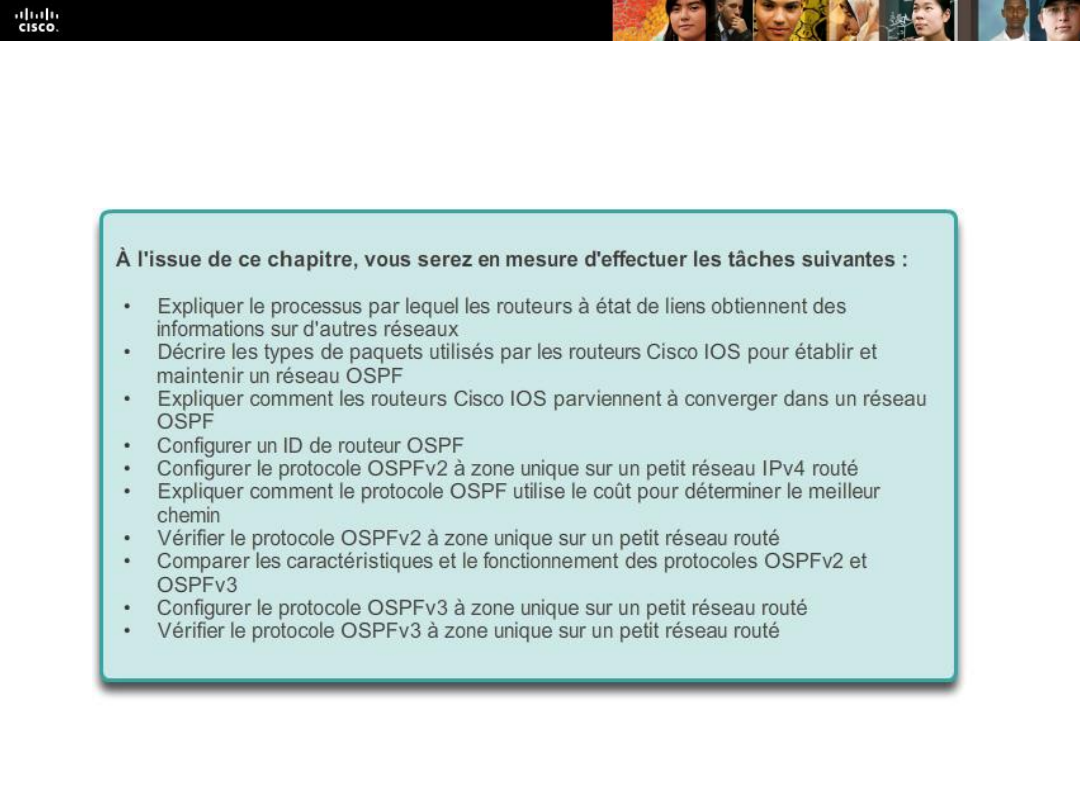 CISCO.
À l'issue de ce chapitre, vous serez en mesure d'effectuer les tâches suivantes :
• Expliquer le processus par lequel les routeurs à état de liens obtiennent des
informations sur d'autres réseaux
• Décrire les types de paquets utilisés par les routeurs Cisco IOS pour établir et
maintenir un réseau OSPF
• Expliquer comment les routeurs Cisco IOS parviennent à converger dans un réseau
OSPF
• Configurer un ID de routeur OSPF
• Configurer le protocole OSPFv2 à zone unique sur un petit réseau IPv4 routé
• Expliquer comment le protocole OSPF utilise le coût pour déterminer le meilleur
chemin
• Vérifier le protocole OSPFv2 à zone unique sur un petit réseau routé
• Comparer les caractéristiques et le fonctionnement des protocoles OSPFv2 et
OSPFv3
• Configurer le protocole OSPFv3 à zone unique sur un petit réseau routé
• Vérifier le protocole OSPFv3 à zone unique sur un petit réseau routé